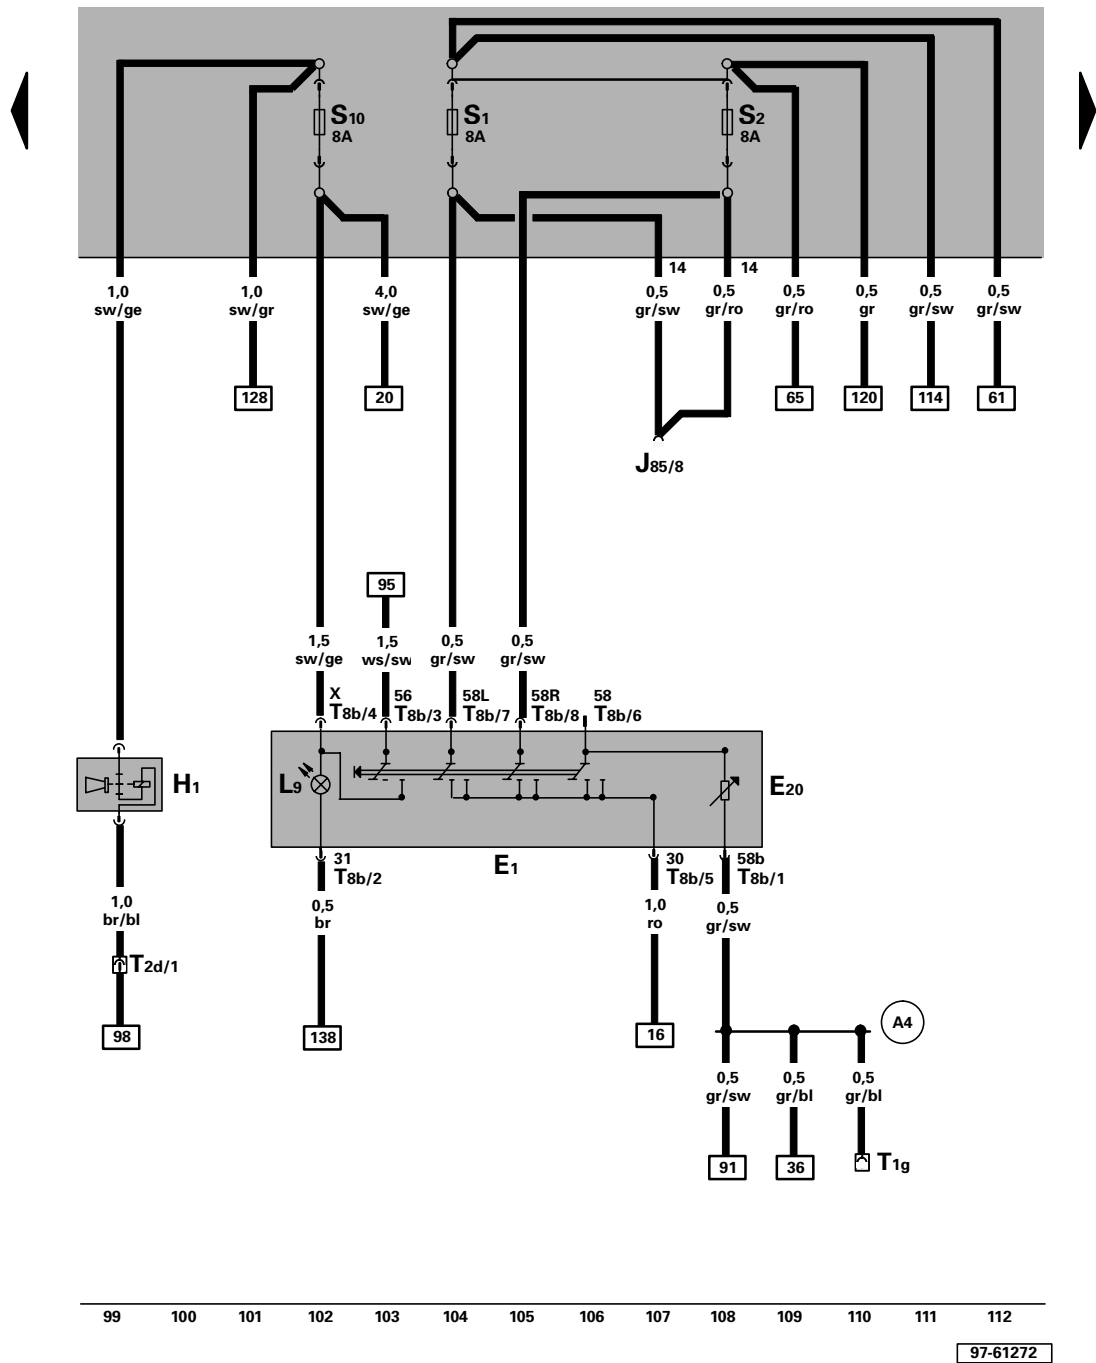 S10 S1 S2
8A 8A 8A
14 14
1,0 1,0 4,0 0,5 0,5 0,5 0,5 0,5 0,5
sw/ge sw/gr sw/ge gr/sw gr/ro gr/ro gr gr/sw gr/sw
128 20 65 120 114 61
J85/8
95
1,5 1,5 0,5 0,5
sw/ge ws/sw gr/sw gr/sw
X 56 58L 58R 58
T8b/4 T8b/3 T8b/7 T8b/8 T8b/6
H1 L9 E20
31 E1 30 58b
T8b/2 T8b/5 T8b/1
1,0 0,5 1,0 0,5
br/bl br ro gr/sw
T2d/1
98 138 16 A4
0,5 0,5 0,5
gr/sw gr/bl gr/bl
91 36 T1g
99 100 101 102 103 104 105 106 107 108 109 110 111 112
97-61272